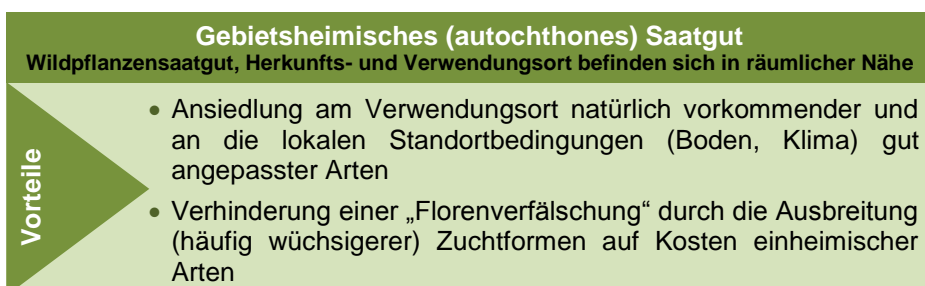 Gebietsheimisches (autochthones) Saatgut
Wildpflanzensaatgut, Herkunfts- und Verwendungsort befinden sich in räumlicher Nähe
Vorteile
• Ansiedlung am Verwendungsort natürlich vorkommender und
an die lokalen Standortbedingungen (Boden, Klima) gut
angepasster Arten
• Verhinderung einer „Florenverfälschung“ durch die Ausbreitung
(häufig wüchsigerer) Zuchtformen auf Kosten einheimischer
Arten